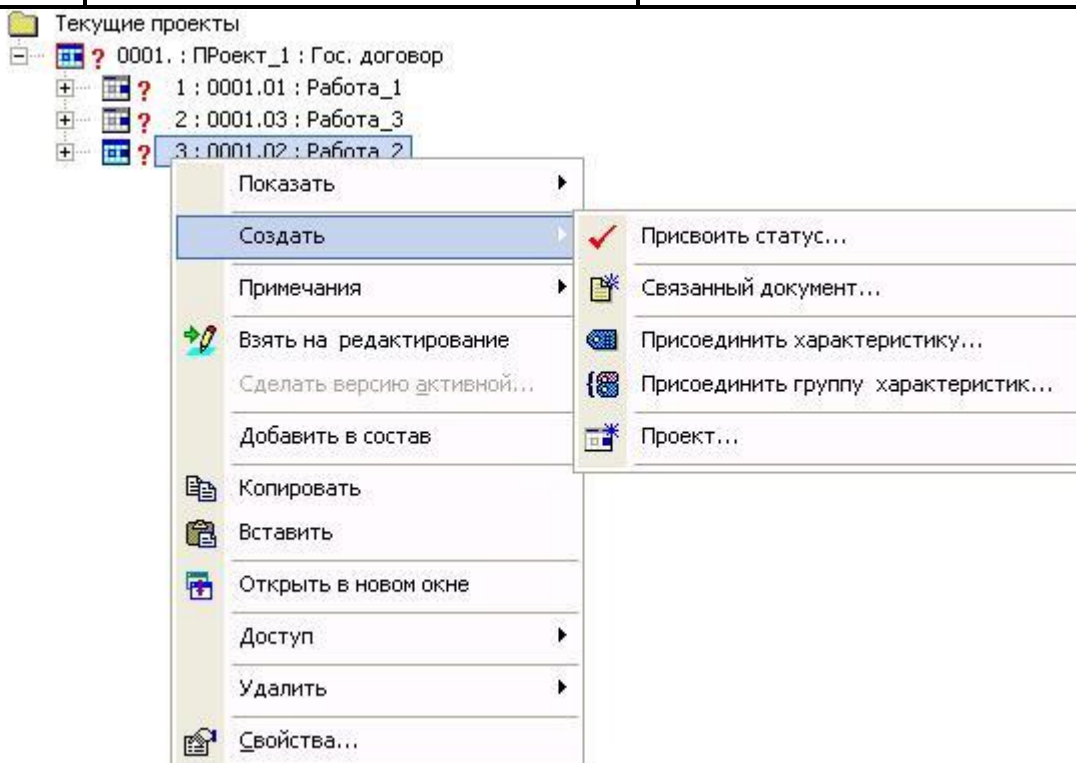 Текущие проекты
? 0001. : ПРоект_1 : Гос. договор
? 1 : 0001.01 : Работа_1
? 2 : 0001.03 : Работа_3
? 3 : 0001.02 : Работа_2
Показать
Создать
Присвоить статус...
Примечания
Связанный документ...
Взять на редактирование
Присоединить характеристику...
Сделать версию активной...
Присоединить группу характеристик...
Добавить в состав
Проект...
Копировать
Вставить
Открыть в новом окне
Доступ
Удалить
Свойства...